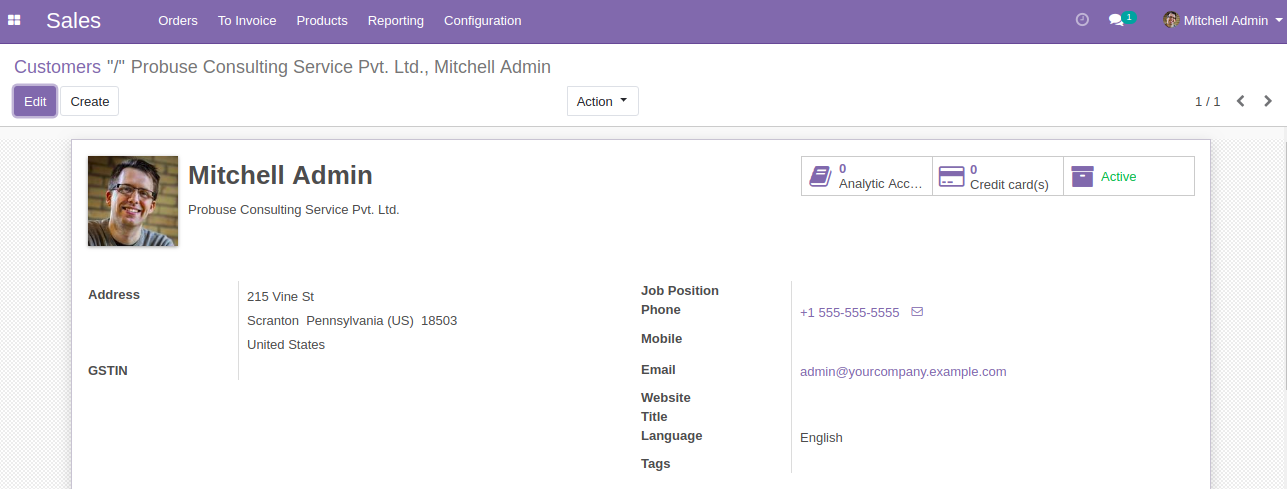 Sales Orders To Invoice Products Reporting Configuration 1 Mitchell Admin
Customers "/" Probuse Consulting Service Pvt. Ltd., Mitchell Admin
Edit Create Action 1 / 1
Mitchell Admin
Probuse Consulting Service Pvt. Ltd.
0
Analytic Acc…
0
Credit card(s)
Active
Address
215 Vine St
Scranton Pennsylvania (US) 18503
United States
GSTIN
Job Position
Phone +1 555-555-5555
Mobile
Email admin@yourcompany.example.com
Website
Title
Language English
Tags